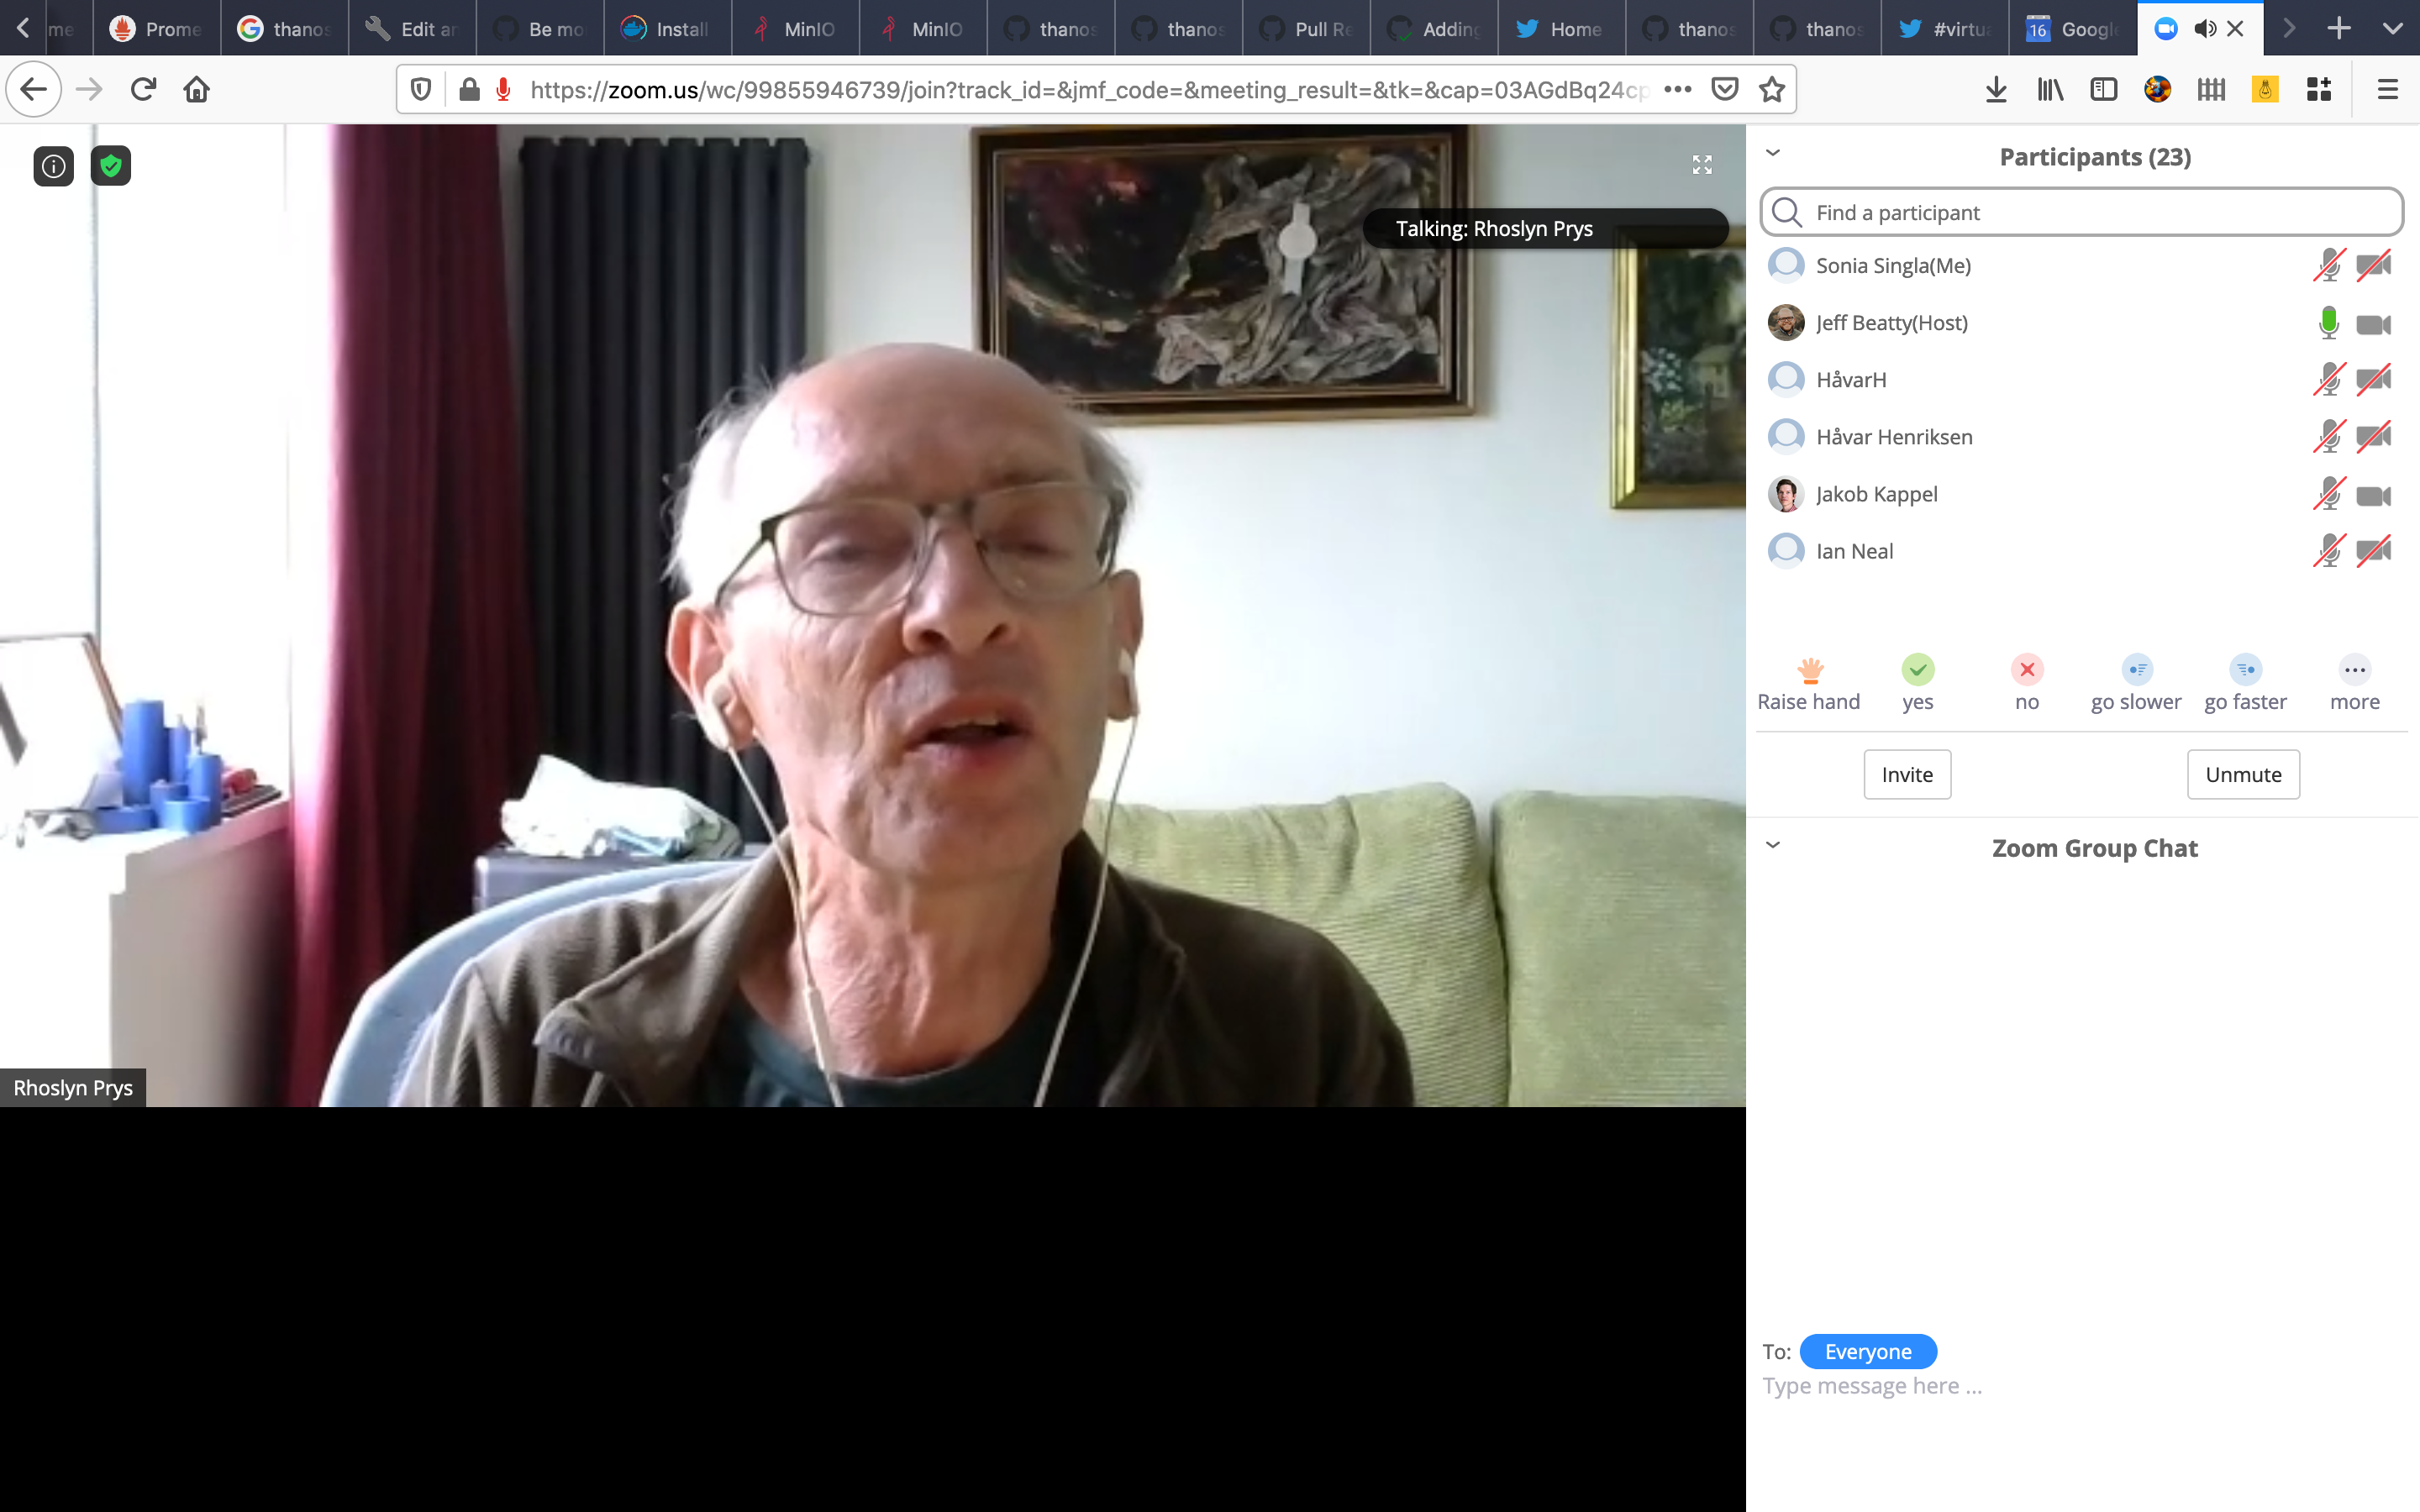 me Prome thanos Edit an Be mo Install MinIO MinIO thanos thanos Pull Re Adding Home thanos thanos #virtua 16 Google
https://zoom.us/wc/99855946739/join?track_id=&jmf_code=&meeting_result=&tk=&cap=03AGdBq24cp
Talking: Rhoslyn Prys
Rhoslyn Prys
Participants (23)
Find a participant
Sonia Singla(Me)
Jeff Beatty(Host)
HåvarH
Håvar Henriksen
Jakob Kappel
Ian Neal
Raise hand yes no go slower go faster more
Invite Unmute
Zoom Group Chat
To: Everyone
Type message here ...